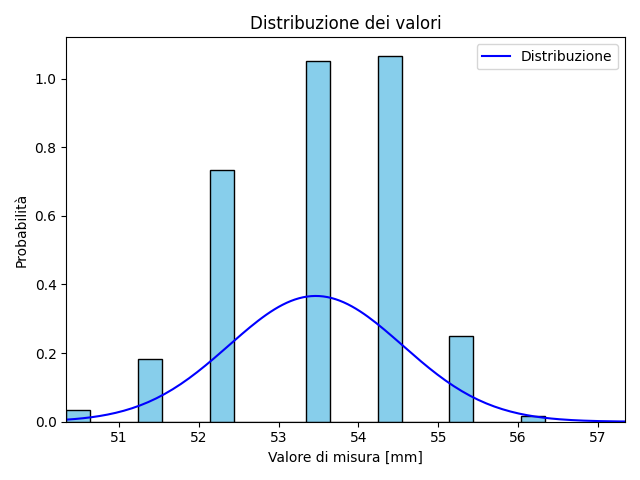 Distribuzione dei valori
Distribuzione
Probabilità
1.0
0.8
0.6
0.4
0.2
0.0
51 52 53 54 55 56 57
Valore di misura [mm]